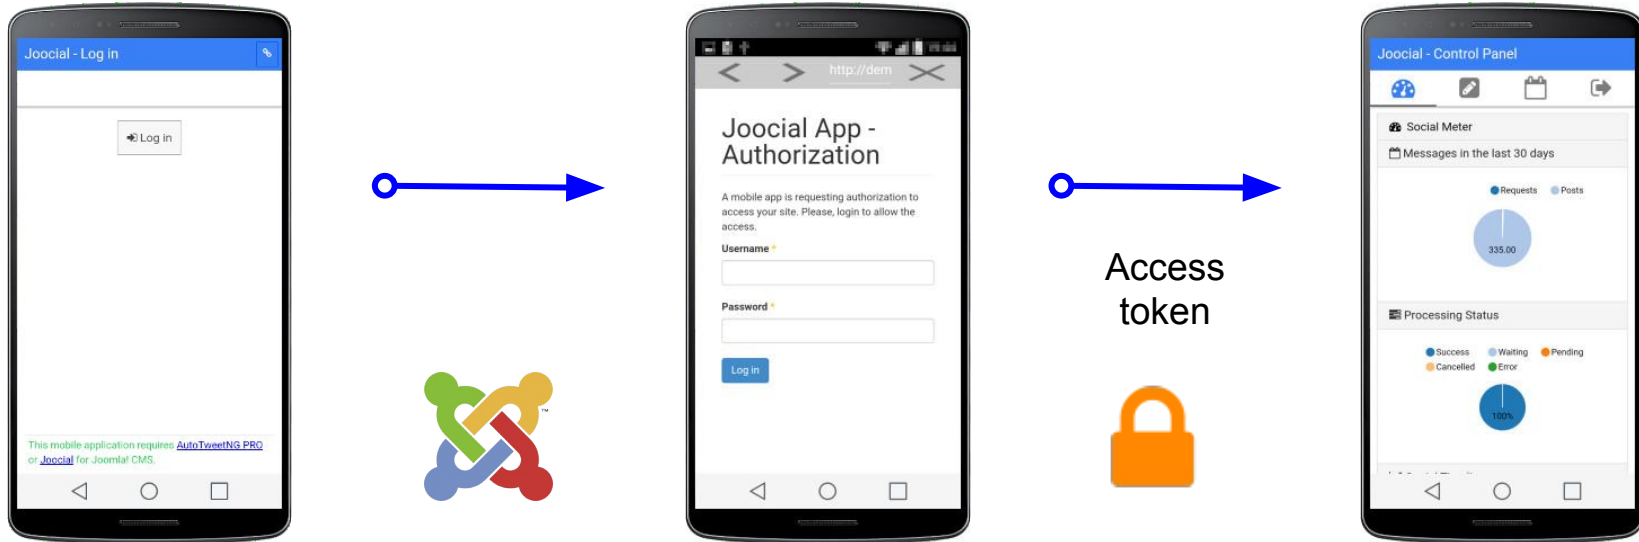 Joocial - Log in
Log in
This mobile application requires AutoTweetNG PRO
or Joocial for Joomla! CMS.
http://dem
Joocial App -
Authorization
A mobile app is requesting authorization to
access your site. Please, login to allow the
access.
Username *
Password *
Log in
Access
token
™
Joocial - Control Panel
Social Meter
Messages in the last 30 days
Requests Posts
335.00
Processing Status
Success Waiting Pending
Cancelled Error
100%